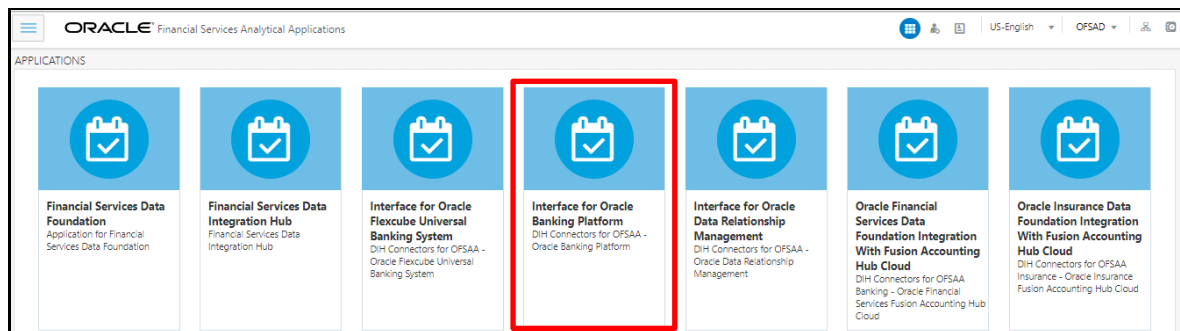 ORACLE® Financial Services Analytical Applications
US-English
OFSAD
APPLICATIONS
Financial Services Data
Foundation
Application for Financial
Services Data Foundation
Financial Services Data
Integration Hub
Financial Services Data
Integration Hub
Interface for Oracle
Flexcube Universal
Banking System
DIH Connectors for OFSAA -
Oracle Flexcube Universal
Banking System
Interface for Oracle
Banking Platform
DIH Connectors for OFSAA -
Oracle Banking Platform
Interface for Oracle
Data Relationship
Management
DIH Connectors for OFSAA -
Oracle Data Relationship
Management
Oracle Financial
Services Data
Foundation Integration
With Fusion Accounting
Hub Cloud
DIH Connectors for OFSAA
Banking - Oracle Financial
Services Fusion Accounting Hub
Cloud
Oracle Insurance Data
Foundation Integration
With Fusion Accounting
Hub Cloud
DIH Connectors for OFSAA
Insurance - Oracle Insurance
Fusion Accounting Hub Cloud